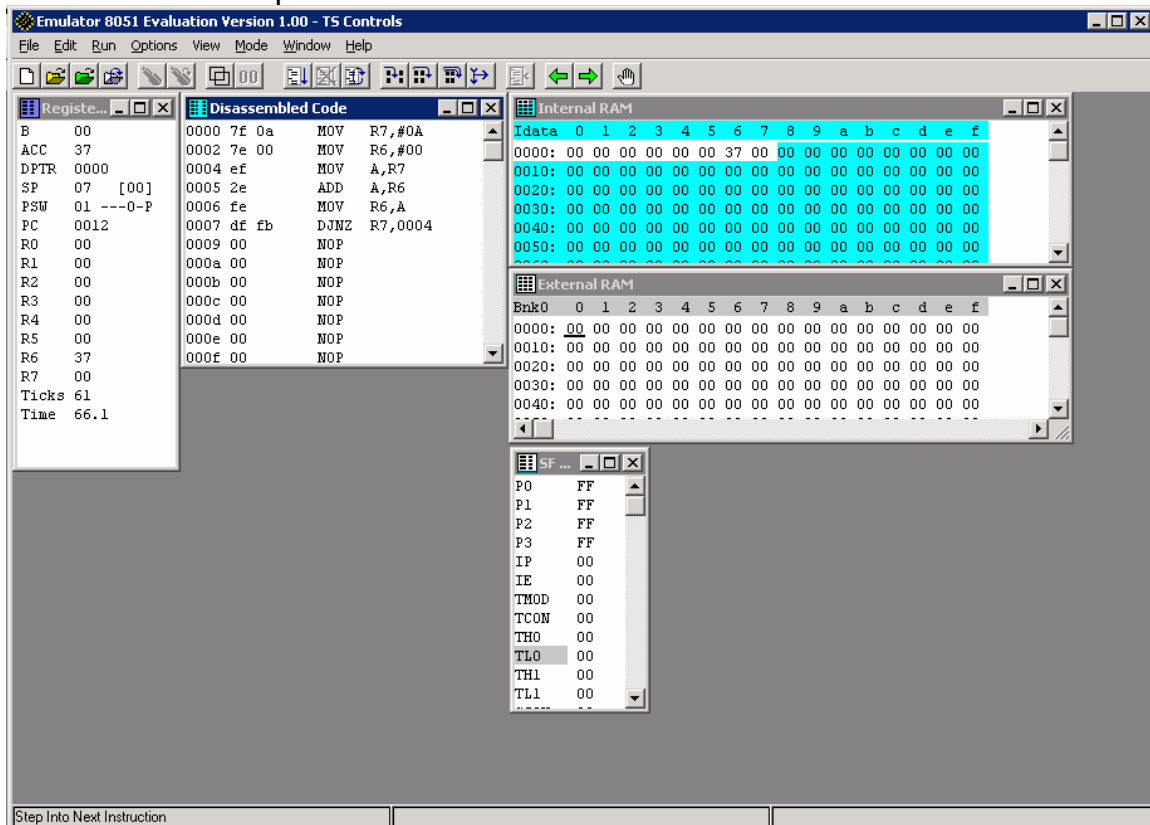 Emulator 8051 Evaluation Version 1.00 - TS Controls
File Edit Run Options View Mode Window Help
Registe...
B 00
ACC 37
DPTR 0000
SP 07 [00]
PSW 01 ---0-P
PC 0012
R0 00
R1 00
R2 00
R3 00
R4 00
R5 00
R6 37
R7 00
Ticks 61
Time 66.1
Disassembled Code
0000 7f 0a MOV R7,#0A
0002 7e 00 MOV R6,#00
0004 ef MOV A,R7
0005 2e ADD A,R6
0006 fe MOV R6,A
0007 df fb DJNZ R7,0004
0009 00 NOP
000a 00 NOP
000b 00 NOP
000c 00 NOP
000d 00 NOP
000e 00 NOP
000f 00 NOP
Internal RAM
Idata 0 1 2 3 4 5 6 7 8 9 a b c d e f
0000: 00 00 00 00 00 00 37 00 00 00 00 00 00 00 00 00
0010: 00 00 00 00 00 00 00 00 00 00 00 00 00 00 00 00
0020: 00 00 00 00 00 00 00 00 00 00 00 00 00 00 00 00
0030: 00 00 00 00 00 00 00 00 00 00 00 00 00 00 00 00
0040: 00 00 00 00 00 00 00 00 00 00 00 00 00 00 00 00
0050: 00 00 00 00 00 00 00 00 00 00 00 00 00 00 00 00
External RAM
Bnk0 0 1 2 3 4 5 6 7 8 9 a b c d e f
0000: 00 00 00 00 00 00 00 00 00 00 00 00 00 00 00 00
0010: 00 00 00 00 00 00 00 00 00 00 00 00 00 00 00 00
0020: 00 00 00 00 00 00 00 00 00 00 00 00 00 00 00 00
0030: 00 00 00 00 00 00 00 00 00 00 00 00 00 00 00 00
0040: 00 00 00 00 00 00 00 00 00 00 00 00 00 00 00 00
SF ...
P0 FF
P1 FF
P2 FF
P3 FF
IP 00
IE 00
TMOD 00
TCON 00
TH0 00
TL0 00
TH1 00
TL1 00
Step Into Next Instruction